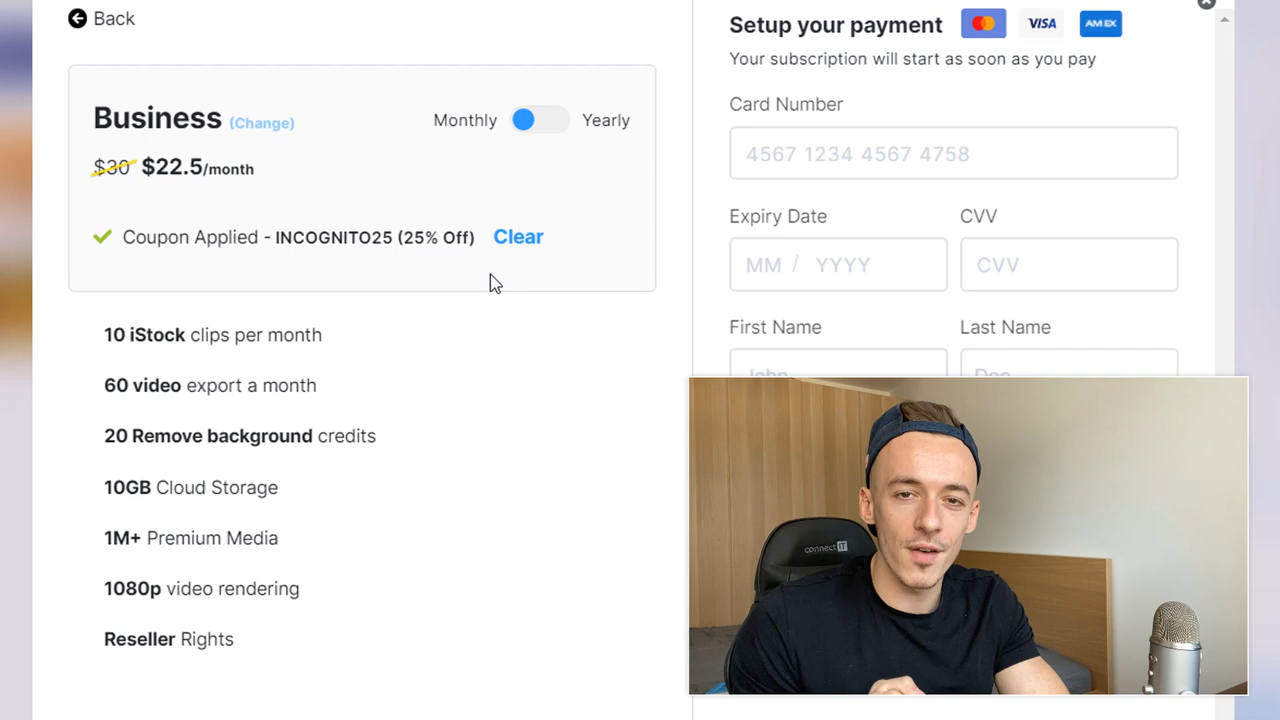 Back
Business (Change)
Monthly Yearly
$30 $22.5/month
Coupon Applied - INCOGNITO25 (25% Off) Clear
10 iStock clips per month
60 video export a month
20 Remove background credits
10GB Cloud Storage
1M+ Premium Media
1080p video rendering
Reseller Rights
Setup your payment
VISA
AMEX
Your subscription will start as soon as you pay
Card Number
4567 1234 4567 4758
Expiry Date CVV
MM / YYYY CVV
First Name Last Name
John Doe
connect IT